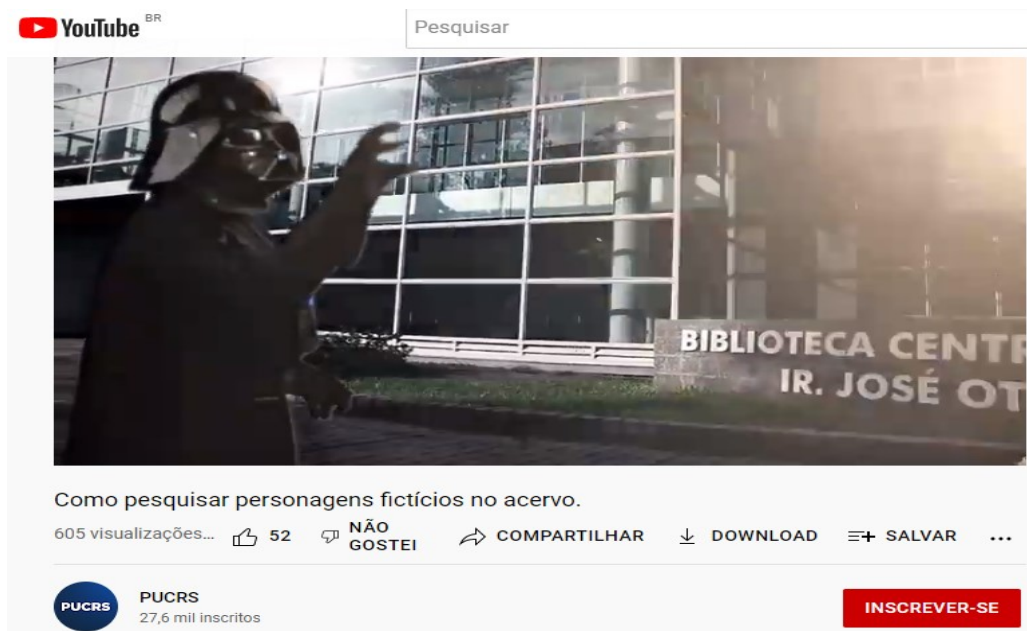 YouTube BR
Pesquisar
BIBLIOTECA CENT
IR. JOSÉ OT
Como pesquisar personagens fictícios no acervo.
605 visualizações... 52 NÃO GOSTEI COMPARTILHAR DOWNLOAD SALVAR ...
PUCRS PUCRS
27,6 mil inscritos
INSCREVER-SE